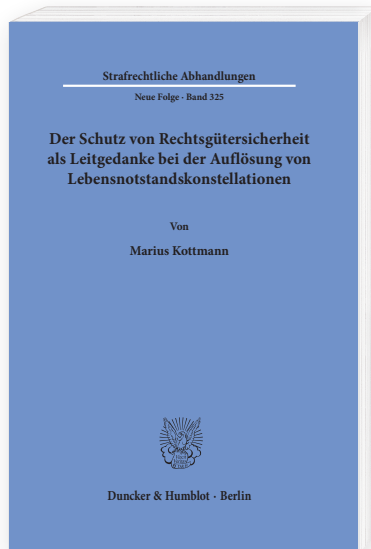 Strafrechtliche Abhandlungen
Neue Folge · Band 325
Der Schutz von Rechtsgütersicherheit
als Leitgedanke bei der Auflösung von
Lebensnotstandskonstellationen
Von
Marius Kottmann
Duncker & Humblot · Berlin